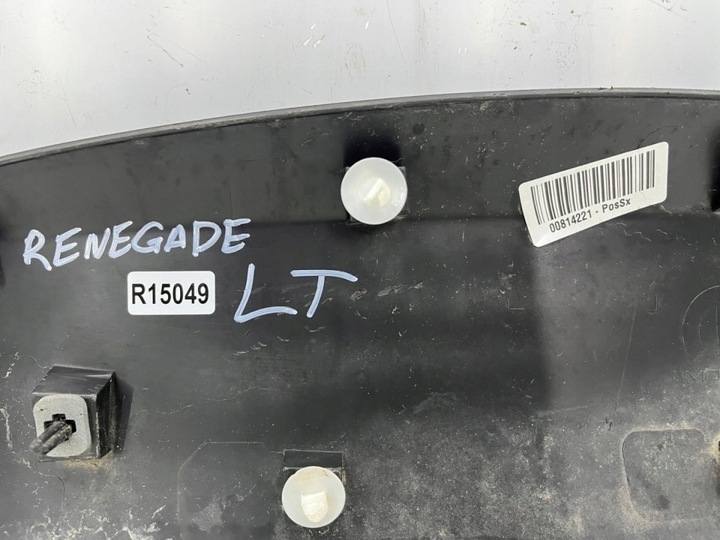 RENEGADE
R15049
LT
00814221 - PosSx